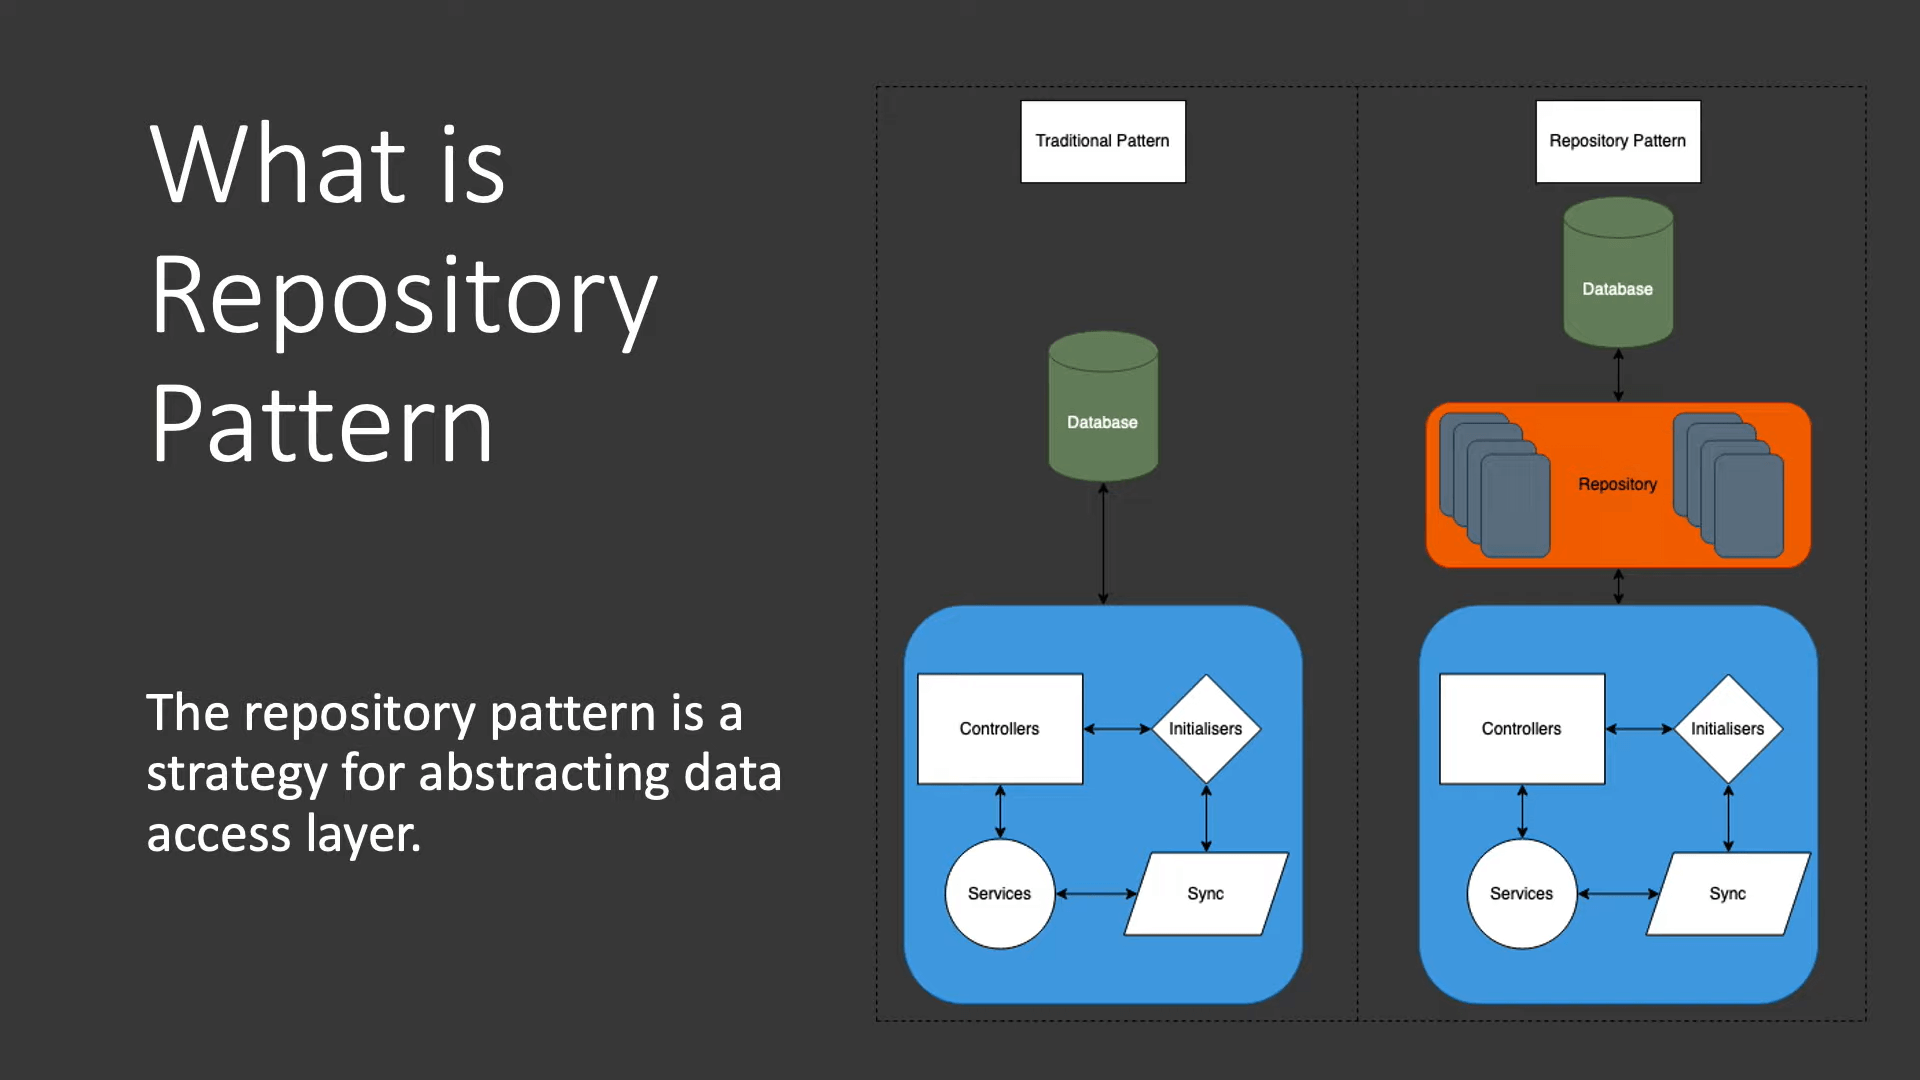 What is
Repository
Pattern
The repository pattern is a
strategy for abstracting data
access layer.
Traditional Pattern
Database
Controllers
Initialisers
Services
Sync
Repository Pattern
Database
Repository
Controllers
Initialisers
Services
Sync